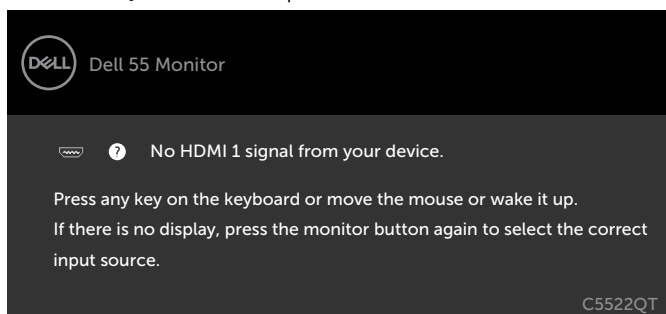 DELL Dell 55 Monitor
? No HDMI 1 signal from your device.
Press any key on the keyboard or move the mouse or wake it up.
If there is no display, press the monitor button again to select the correct
input source.
C5522QT